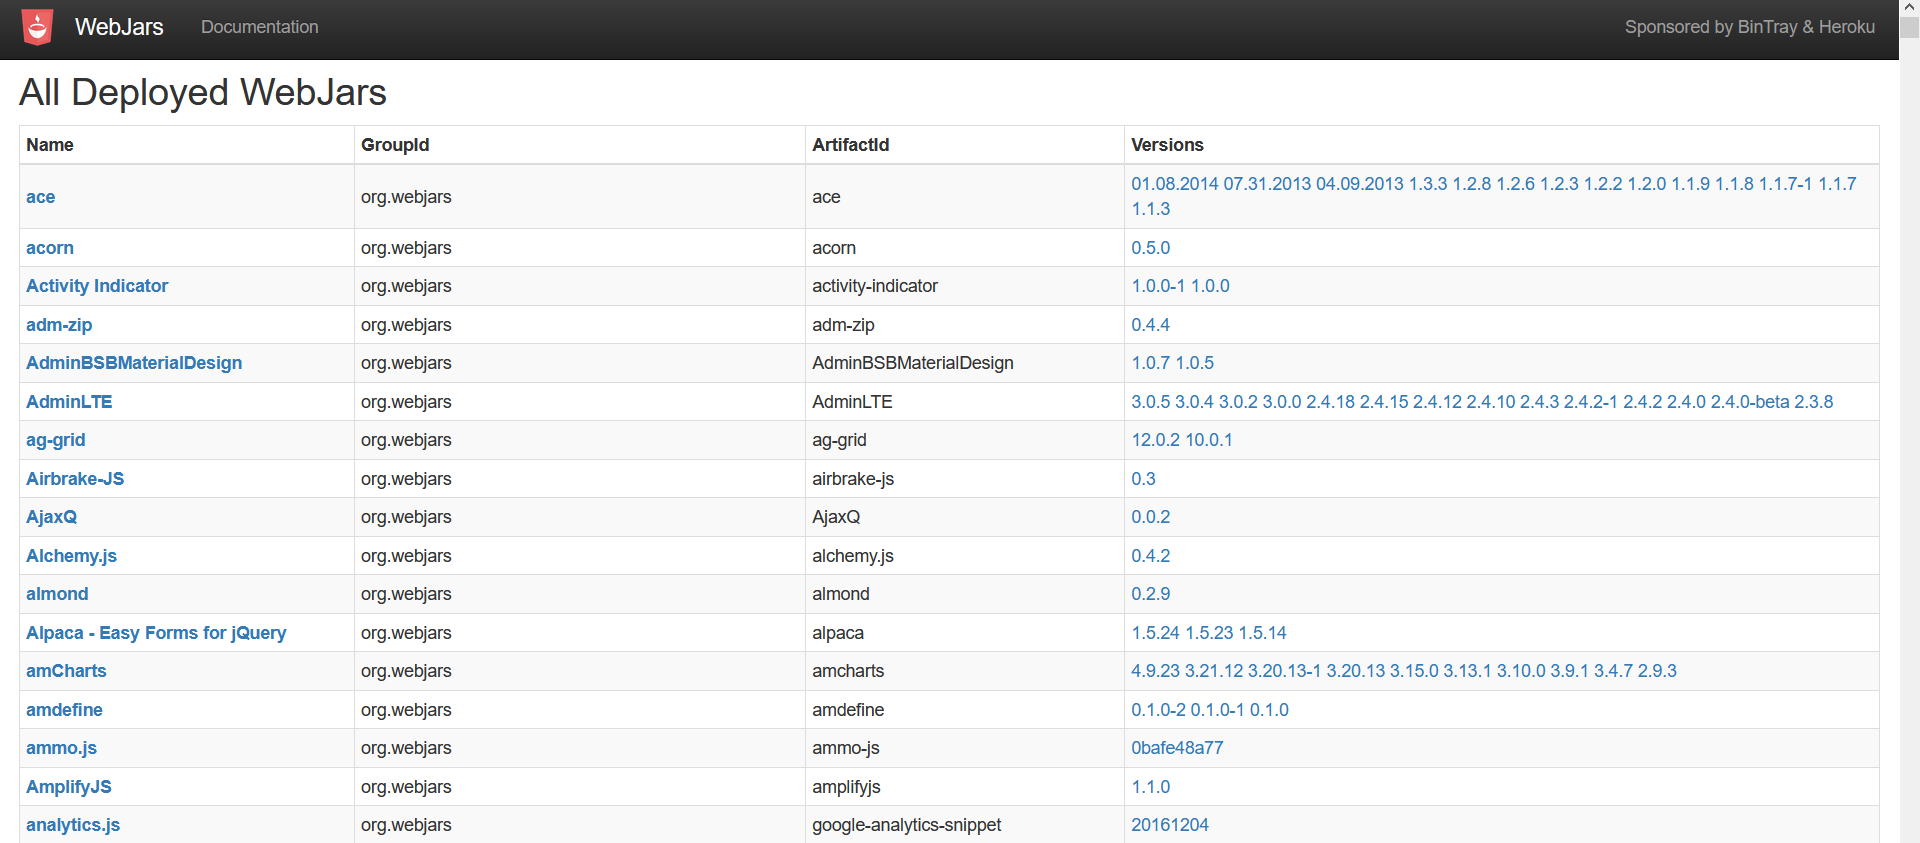 WebJars Documentation Sponsored by BinTray & Heroku
All Deployed WebJars
Name GroupId ArtifactId Versions
ace org.webjars ace 01.08.2014 07.31.2013 04.09.2013 1.3.3 1.2.8 1.2.6 1.2.3 1.2.2 1.2.0 1.1.9 1.1.8 1.1.7-1 1.1.7
1.1.3
acorn org.webjars acorn 0.5.0
Activity Indicator org.webjars activity-indicator 1.0.0-1 1.0.0
adm-zip org.webjars adm-zip 0.4.4
AdminBSBMaterialDesign org.webjars AdminBSBMaterialDesign 1.0.7 1.0.5
AdminLTE org.webjars AdminLTE 3.0.5 3.0.4 3.0.2 3.0.0 2.4.18 2.4.15 2.4.12 2.4.10 2.4.3 2.4.2-1 2.4.2 2.4.0 2.4.0-beta 2.3.8
ag-grid org.webjars ag-grid 12.0.2 10.0.1
Airbrake-JS org.webjars airbrake-js 0.3
AjaxQ org.webjars AjaxQ 0.0.2
Alchemy.js org.webjars alchemy.js 0.4.2
almond org.webjars almond 0.2.9
Alpaca - Easy Forms for jQuery org.webjars alpaca 1.5.24 1.5.23 1.5.14
amCharts org.webjars amcharts 4.9.23 3.21.12 3.20.13-1 3.20.13 3.15.0 3.13.1 3.10.0 3.9.1 3.4.7 2.9.3
amdefine org.webjars amdefine 0.1.0-2 0.1.0-1 0.1.0
ammo.js org.webjars ammo-js 0bafe48a77
AmplifyJS org.webjars amplifyjs 1.1.0
analytics.js org.webjars google-analytics-snippet 20161204